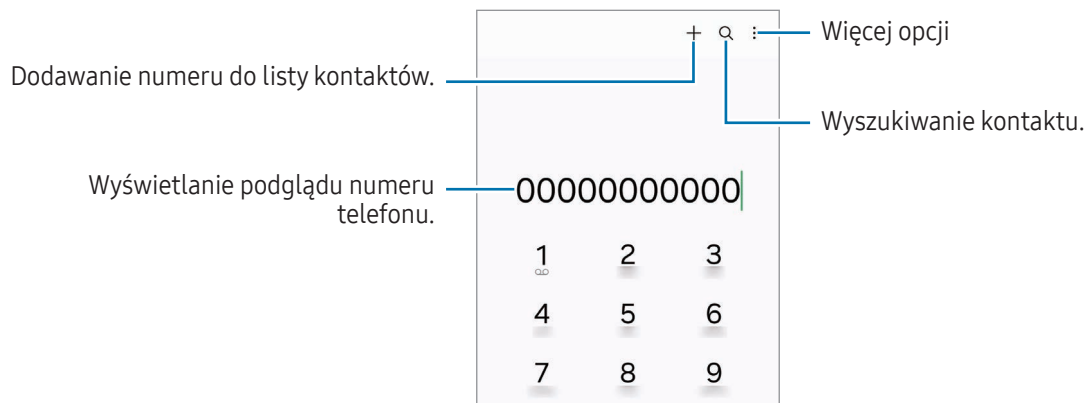 Więcej opcji
Dodawanie numeru do listy kontaktów.
Wyszukiwanie kontaktu.
Wyświetlanie podglądu numeru
telefonu.
00000000000
1 2 3
4 5 6
7 8 9